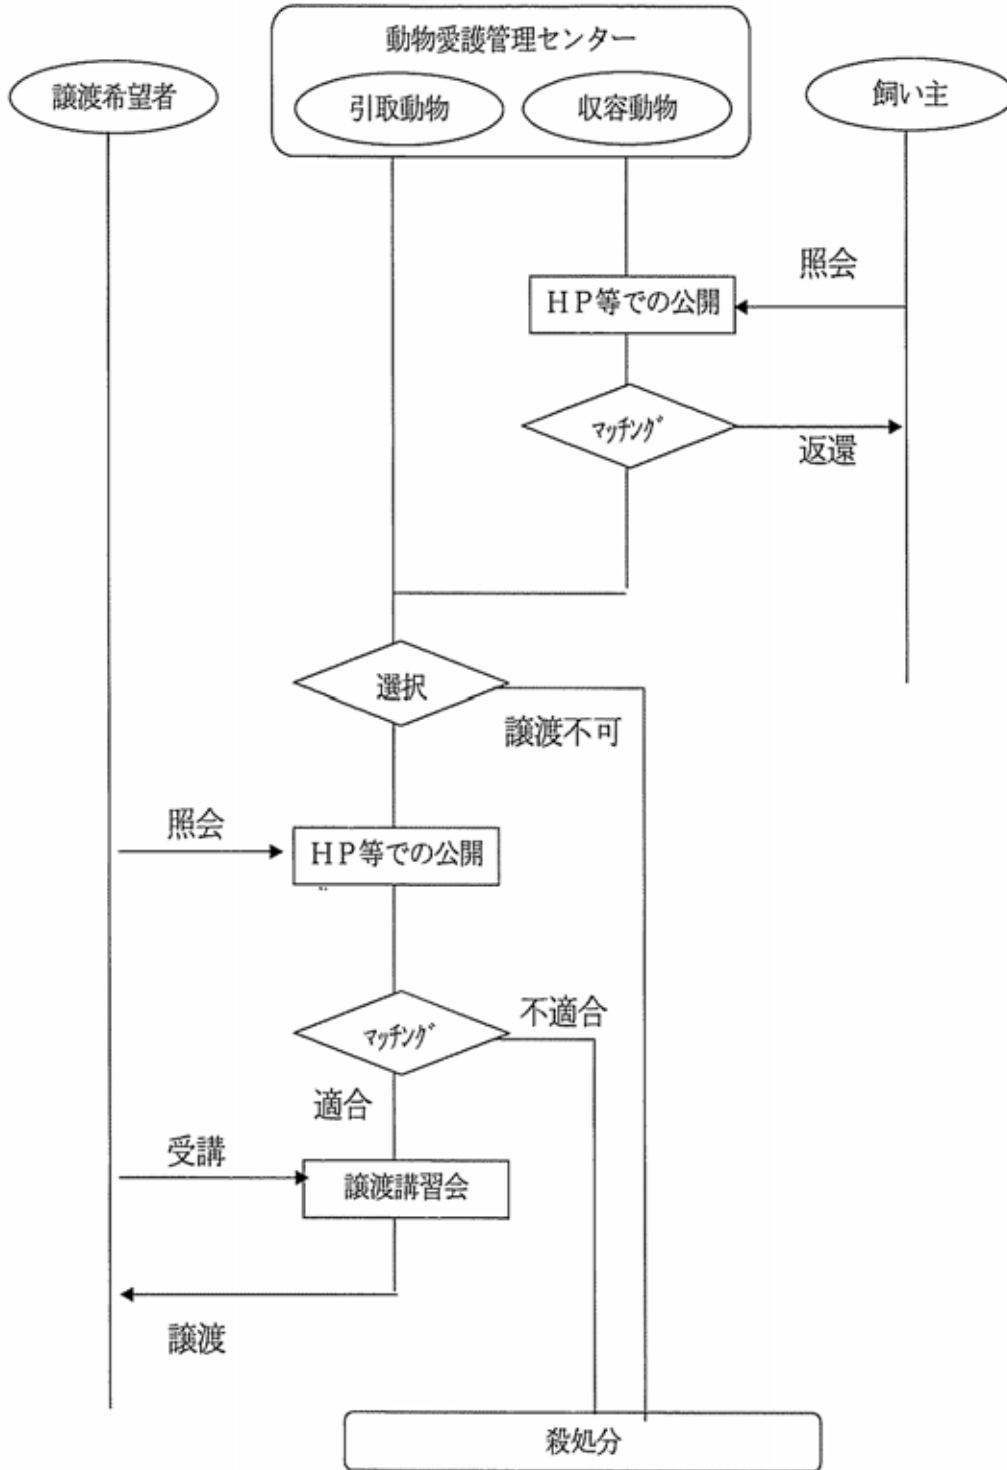 動物愛護管理センター
譲渡希望者
引取動物
収容動物
飼い主
照会
ＨＰ等での公開
マッチング
返還
選択
譲渡不可
照会
ＨＰ等での公開
マッチング
不適合
適合
受講
譲渡講習会
譲渡
殺処分